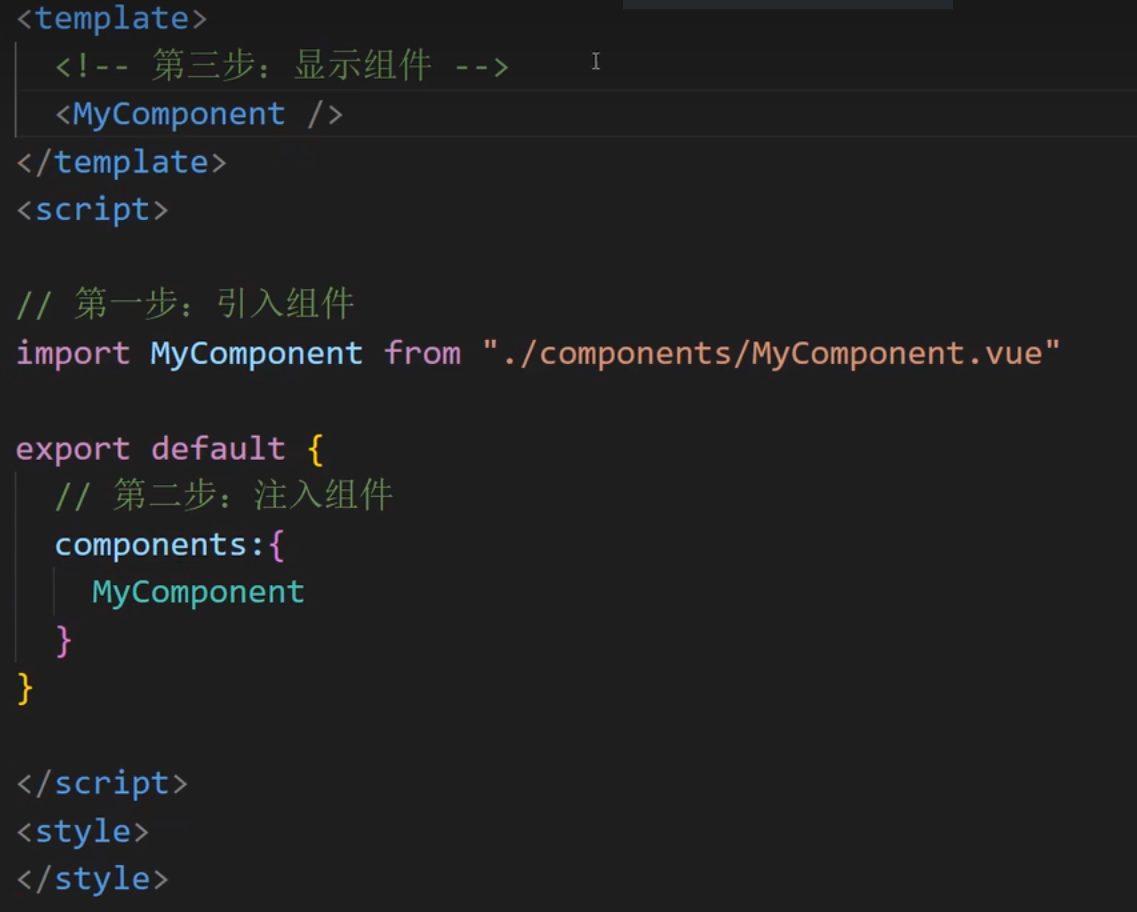 <template>
<!-- 第三步：显示组件 -->
<MyComponent />
</template>
<script>
// 第一步：引入组件
import MyComponent from "./components/MyComponent.vue"
export default {
// 第二步：注入组件
components:{
MyComponent
}
}
</script>
<style>
</style>